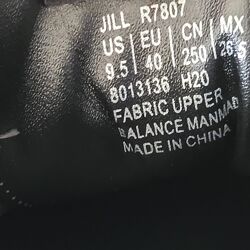 JILL R7807
US EU CN MX
9.5 40 250 26.5
8013136 H20
FABRIC UPPER
BALANCE MANMAD
MADE IN CHINA